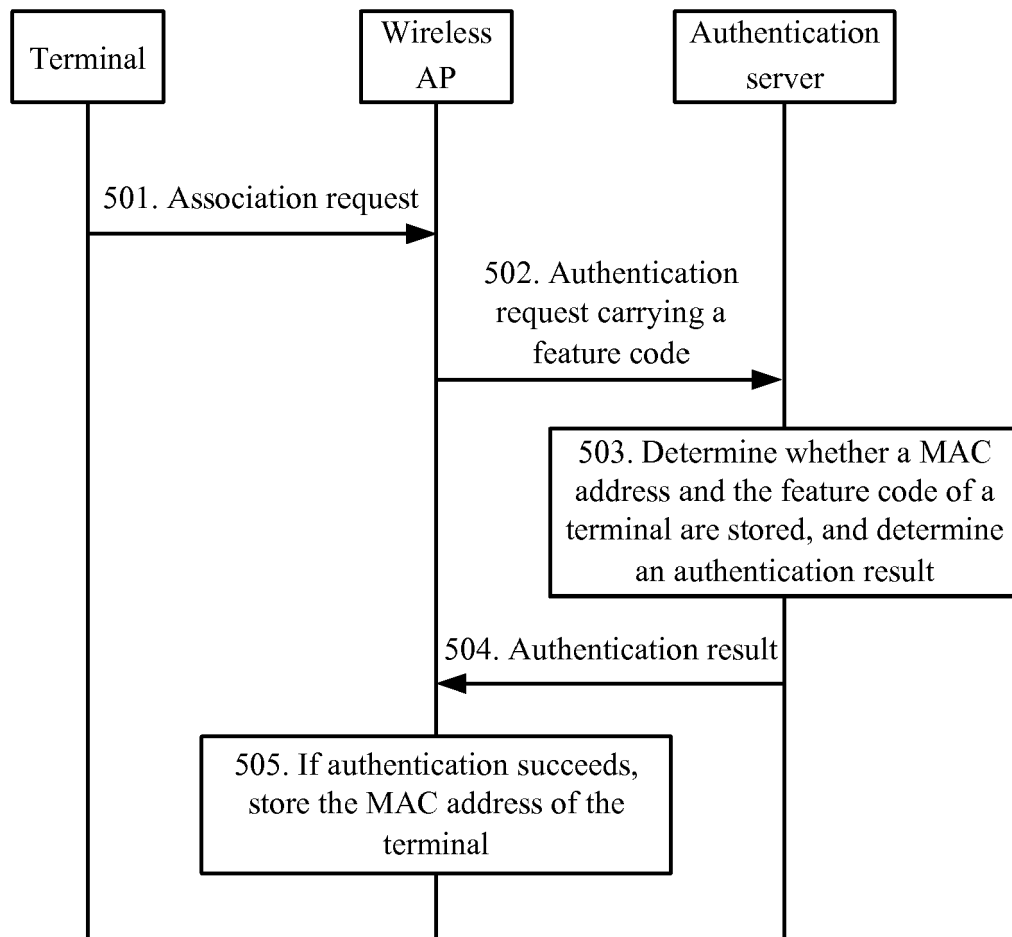 Terminal
Wireless
AP
Authentication
server
501. Association request
502. Authentication
request carrying a
feature code
503. Determine whether a MAC
address and the feature code of a
terminal are stored, and determine
an authentication result
504. Authentication result
505. If authentication succeeds,
store the MAC address of the
terminal